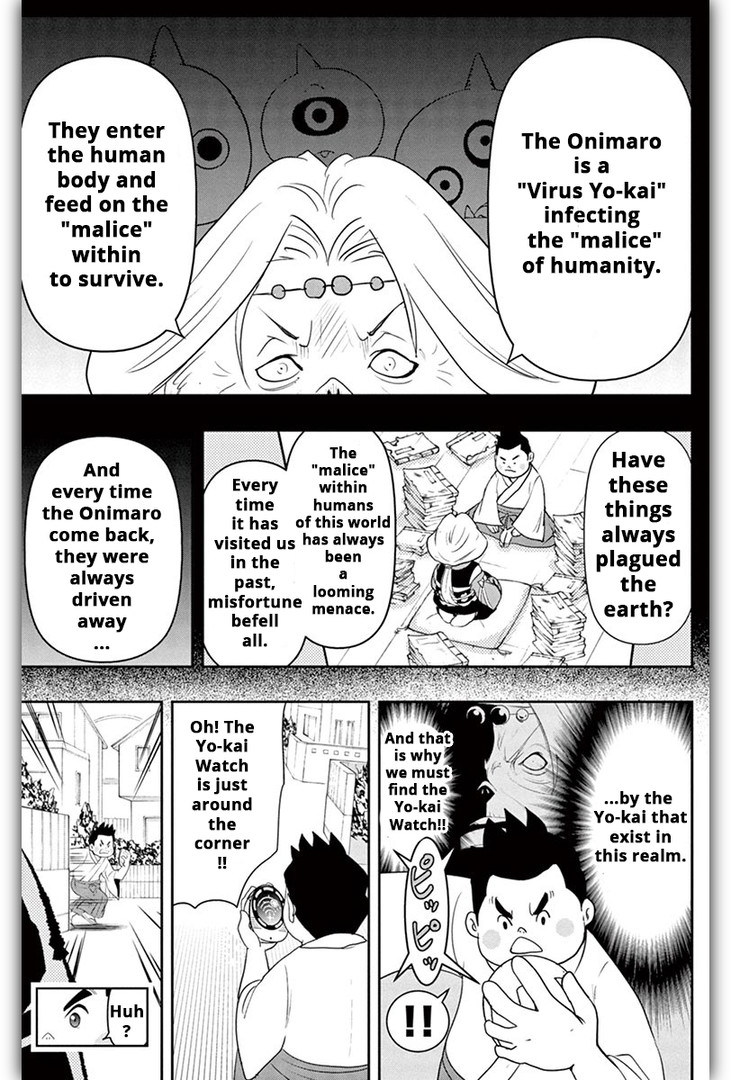 The Onimaro
is a
"Virus Yo-kai"
infecting
the "malice"
of humanity.
They enter
the human
body and
feed on the
"malice"
within
to survive.
Have
these
things
always
plagued
the
earth?
The
"malice"
within
humans
of this world
has always
been
a
looming
menace.
Every
time
it has
visited us
in the
past,
misfortune
befell
all.
And
every time
the Onimaro
come back,
they were
always
driven
away
...
...by the
Yo-kai that
exist in
this realm.
And that
is why
we must
find the
Yo-kai
Watch!!
ピッピッ
!!
Oh! The
Yo-kai
Watch
is just
around
the
corner
!!
Huh
?